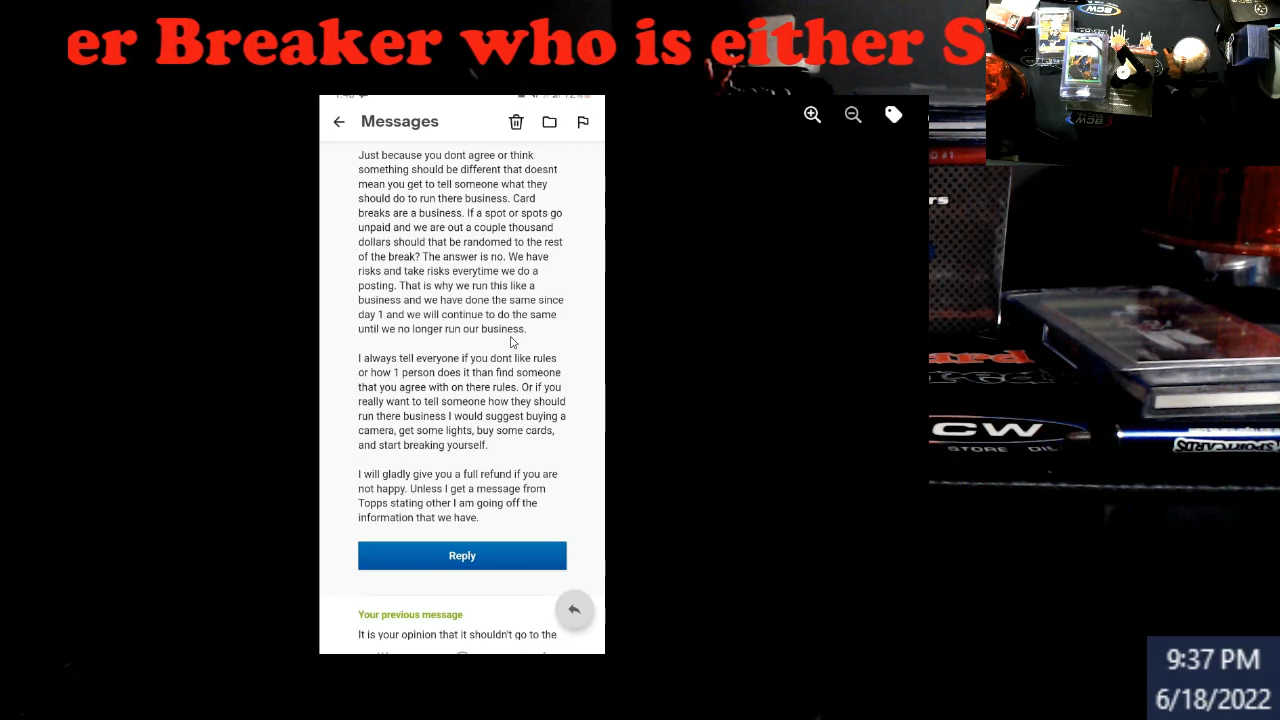 er Breaker who is either S
Messages
Just because you dont agree or think
something should be different that doesnt
mean you get to tell someone what they
should do to run there business. Card
breaks are a business. If a spot or spots go
unpaid and we are out a couple thousand
dollars should that be randomed to the rest
of the break? The answer is no. We have
risks and take risks everytime we do a
posting. That is why we run this like a
business and we have done the same since
day 1 and we will continue to do the same
until we no longer run our business.
I always tell everyone if you dont like rules
or how 1 person does it than find someone
that you agree with on there rules. Or if you
really want to tell someone how they should
run there business I would suggest buying a
camera, get some lights, buy some cards,
and start breaking yourself.
I will gladly give you a full refund if you are
not happy. Unless I get a message from
Topps stating other I am going off the
information that we have.
Reply
Your previous message
It is your opinion that it shouldn't go to the
BCW
#1
ers
CW
STORE
SPORTCARDS
9:37 PM
6/18/2022